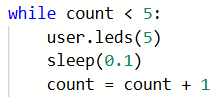 while count < 5:
    user.leds(5)
    sleep(0.1)
    count = count + 1